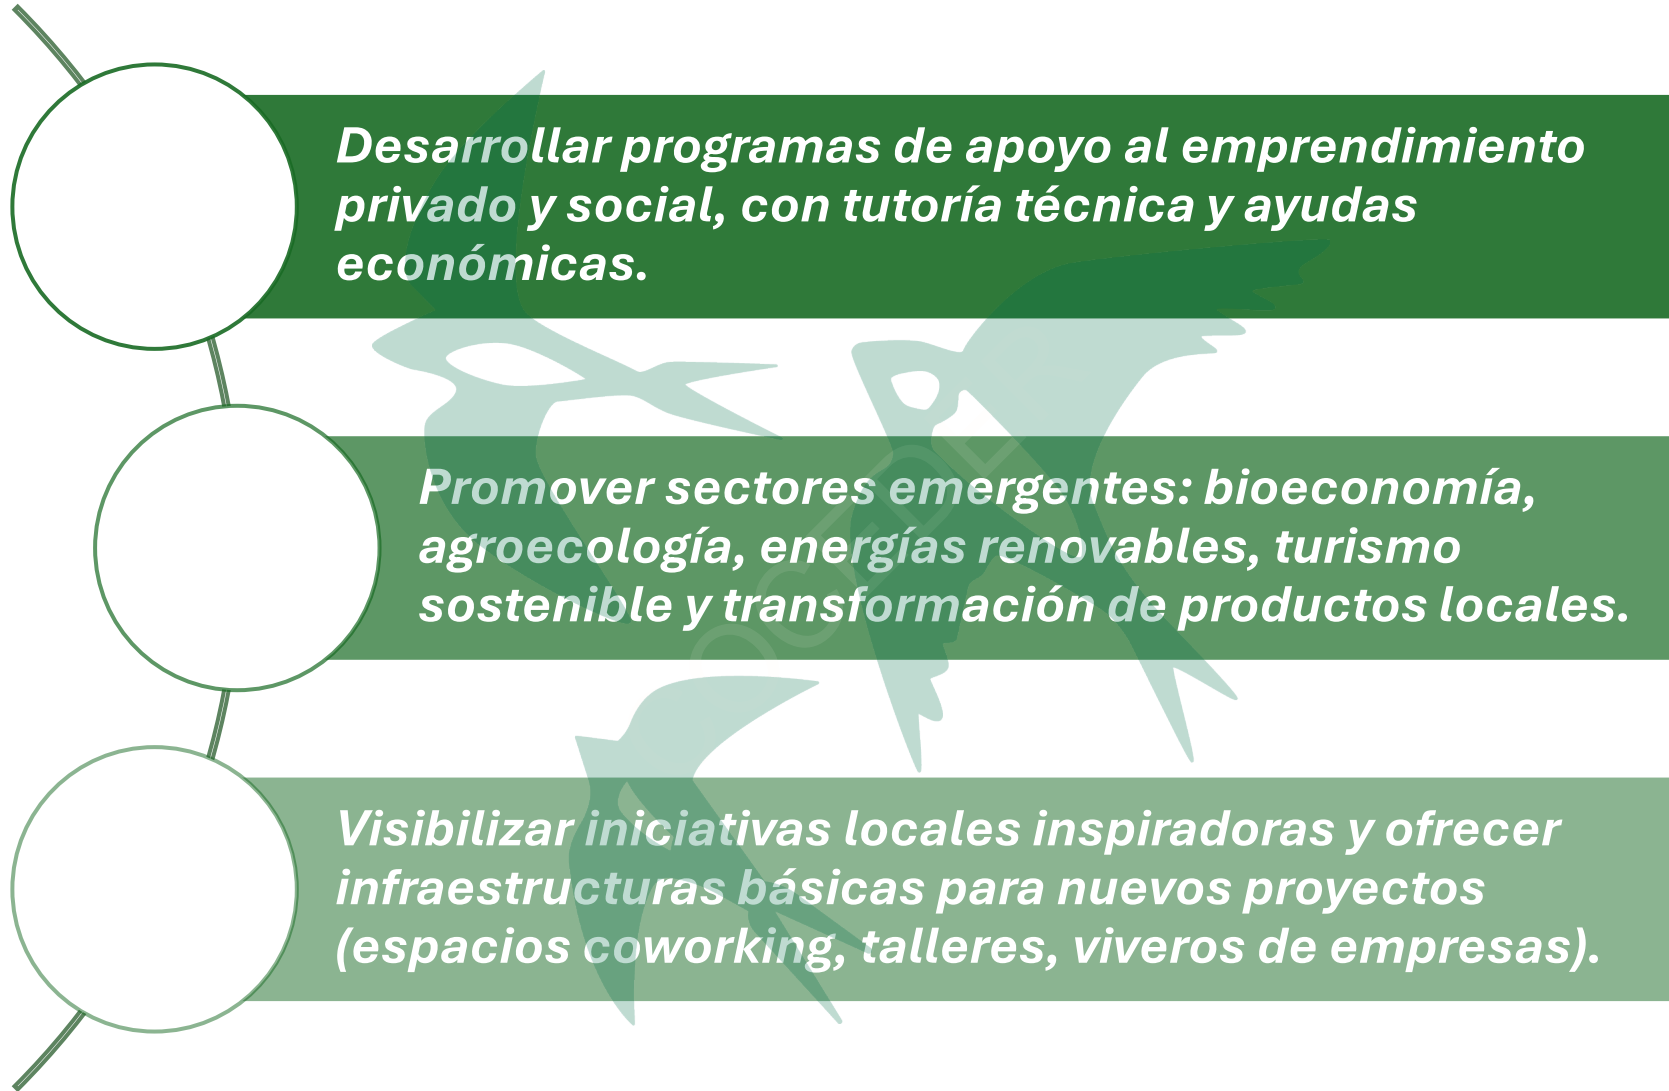 Desarrollar programas de apoyo al emprendimiento
privado y social, con tutoría técnica y ayudas
económicas.
Promover sectores emergentes: bioeconomía,
agroecología, energías renovables, turismo
sostenible y transformación de productos locales.
Visibilizar iniciativas locales inspiradoras y ofrecer
infraestructuras básicas para nuevos proyectos
(espacios coworking, talleres, viveros de empresas).